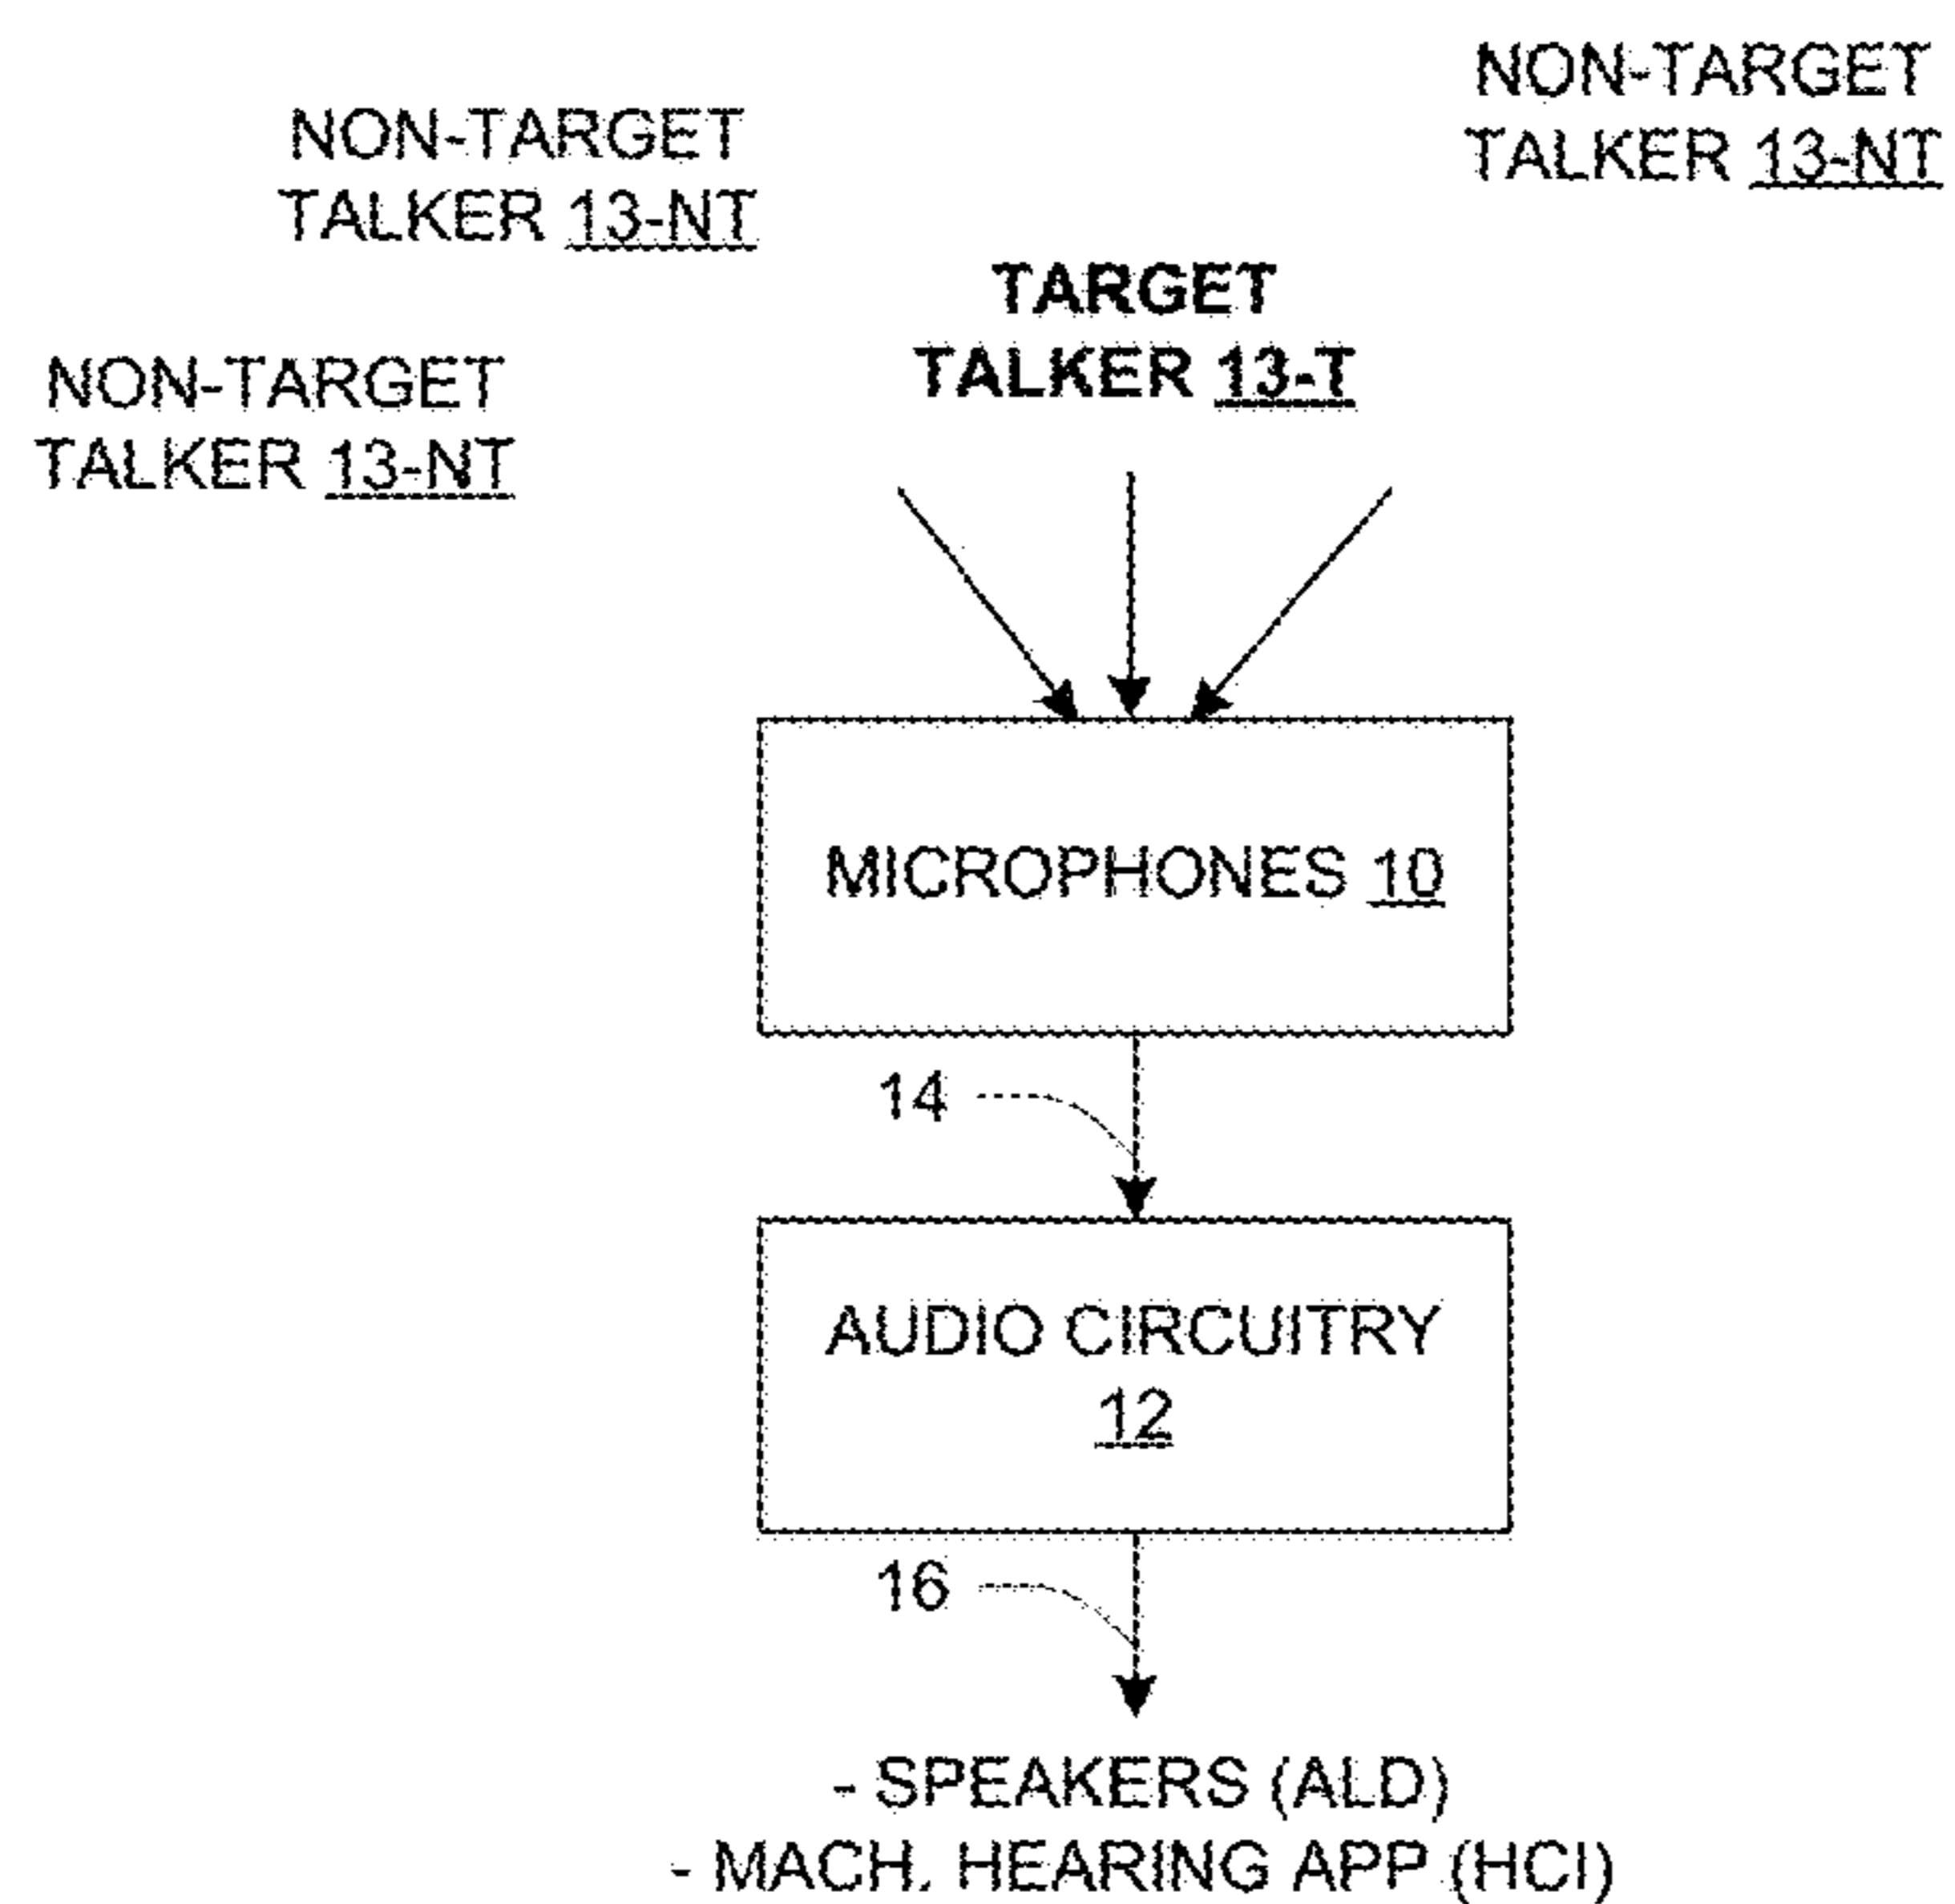 NON-TARGET
TALKER 13-NT
NON-TARGET
TALKER 13-NT
TARGET
TALKER 13-T
NON-TARGET
TALKER 13-NT
MICROPHONES 10
14
AUDIO CIRCUITRY
12
16
- SPEAKERS (ALD)
- MACH. HEARING APP (HCI)